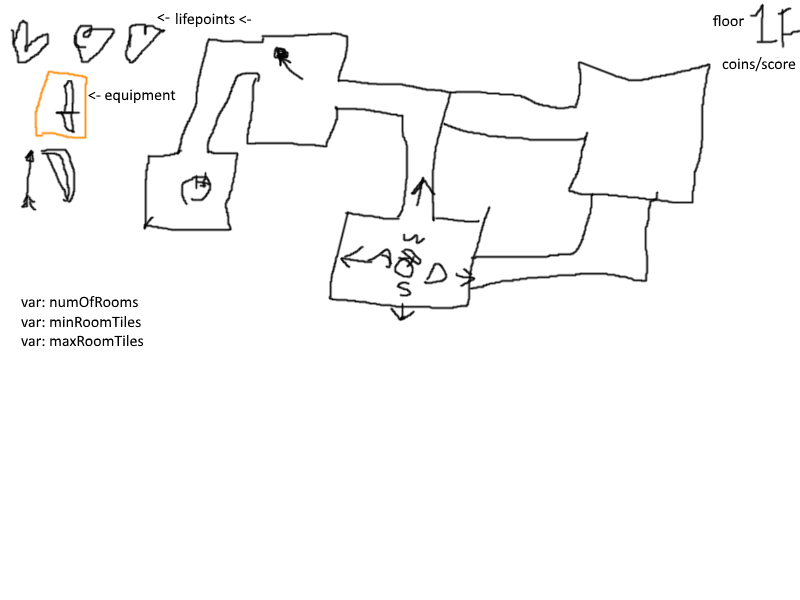 <- lifepoints <-
floor 1F
coins/score
<- equipment
W
A D
S
var: numOfRooms
var: minRoomTiles
var: maxRoomTiles